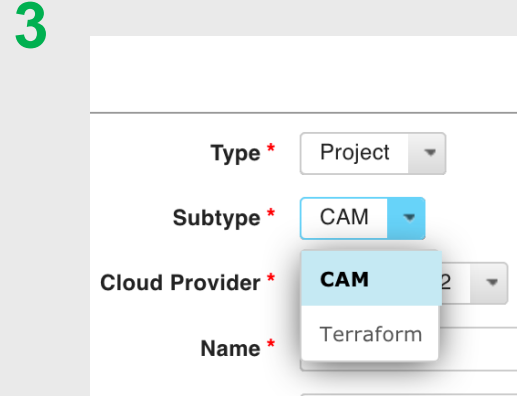 3
Type * Project
Subtype * CAM
Cloud Provider * CAM 2
Name * Terraform